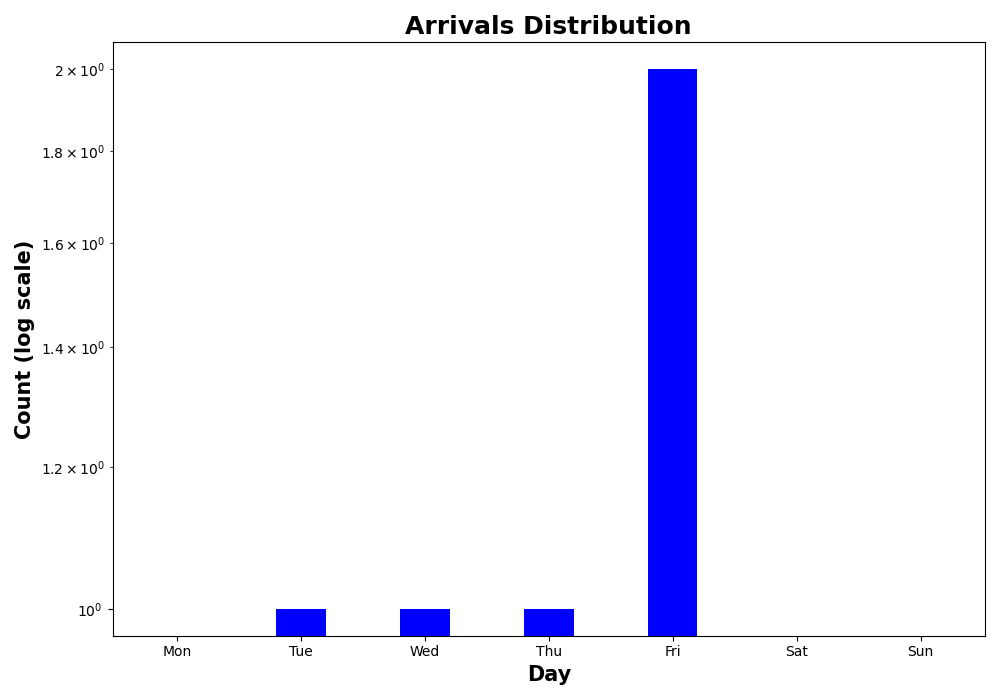 Arrivals Distribution
2 × 10⁰
1.8 × 10⁰
1.6 × 10⁰
1.4 × 10⁰
1.2 × 10⁰
10⁰
Count (log scale)
Mon Tue Wed Thu Fri Sat Sun
Day